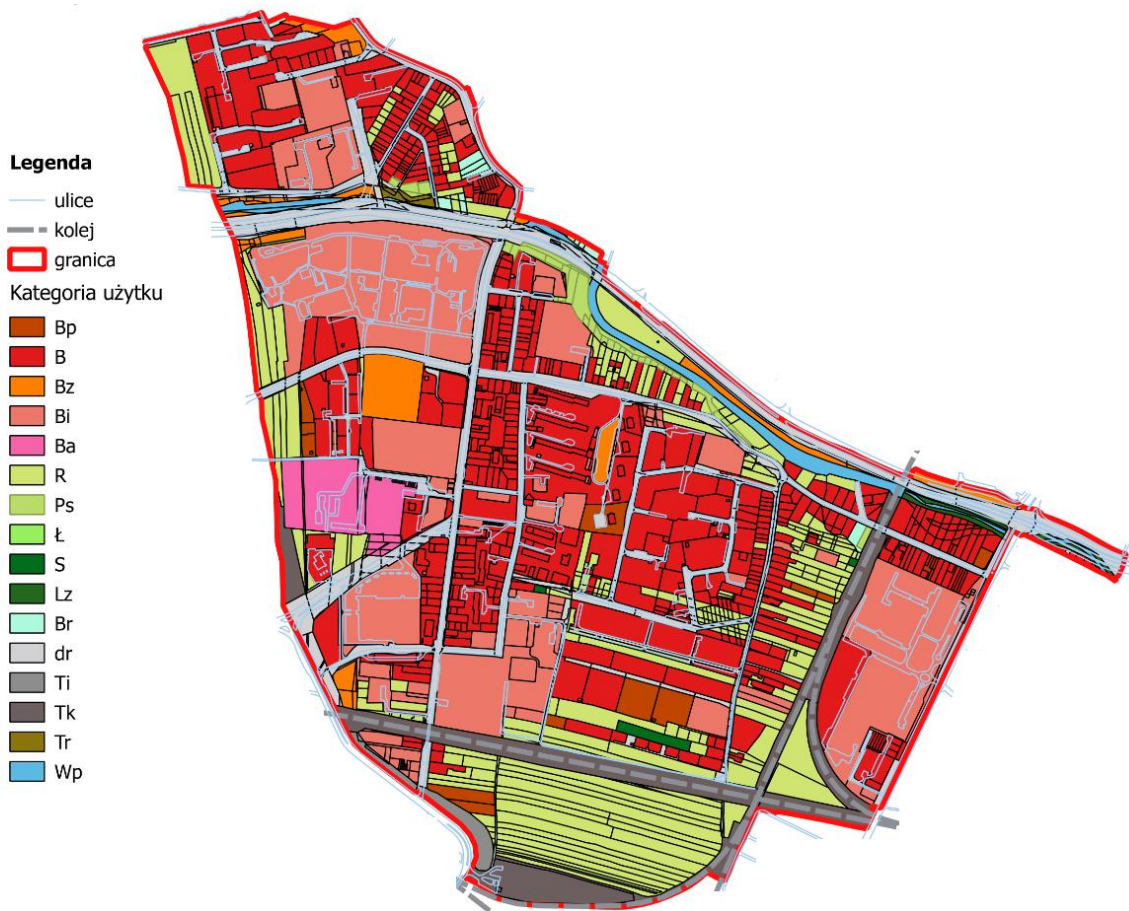 Legenda
ulice
kolej
granica
Kategoria użytku
Bp
B
Bz
Bi
Ba
R
Ps
Ł
S
Lz
Br
dr
Ti
Tk
Tr
Wp